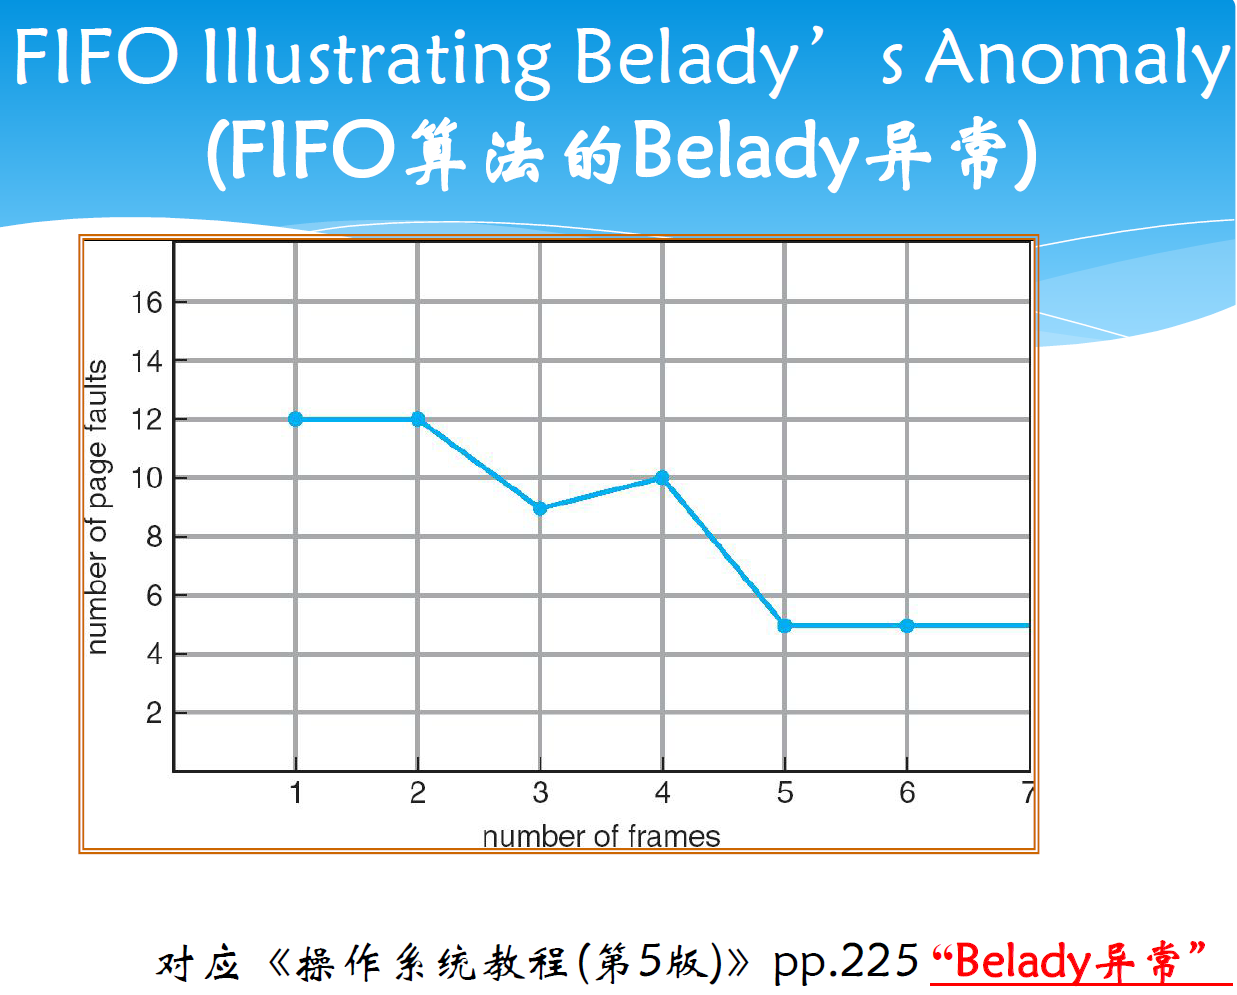 FIFO Illustrating Belady’s Anomaly
(FIFO算法的Belady异常)
number of page faults
16
14
12
10
8
6
4
2
1 2 3 4 5 6 7
number of frames
对应《操作系统教程(第5版)》pp.225“Belady异常”